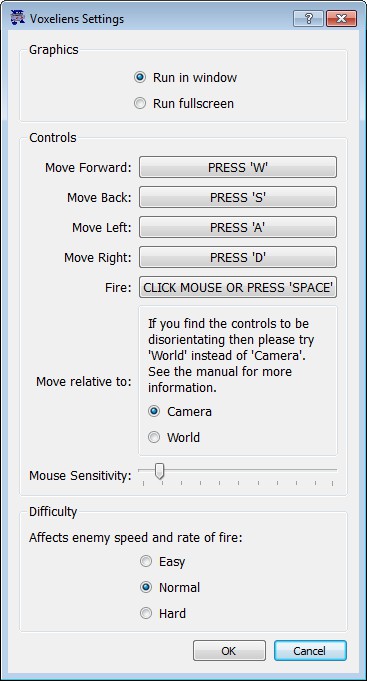 Voxeliens Settings
Graphics
Run in window
Run fullscreen
Controls
Move Forward: PRESS 'W'
Move Back: PRESS 'S'
Move Left: PRESS 'A'
Move Right: PRESS 'D'
Fire: CLICK MOUSE OR PRESS 'SPACE'
If you find the controls to be
disorientating then please try
'World' instead of 'Camera'.
See the manual for more
information.
Move relative to:
Camera
World
Mouse Sensitivity:
Difficulty
Affects enemy speed and rate of fire:
Easy
Normal
Hard
OK Cancel